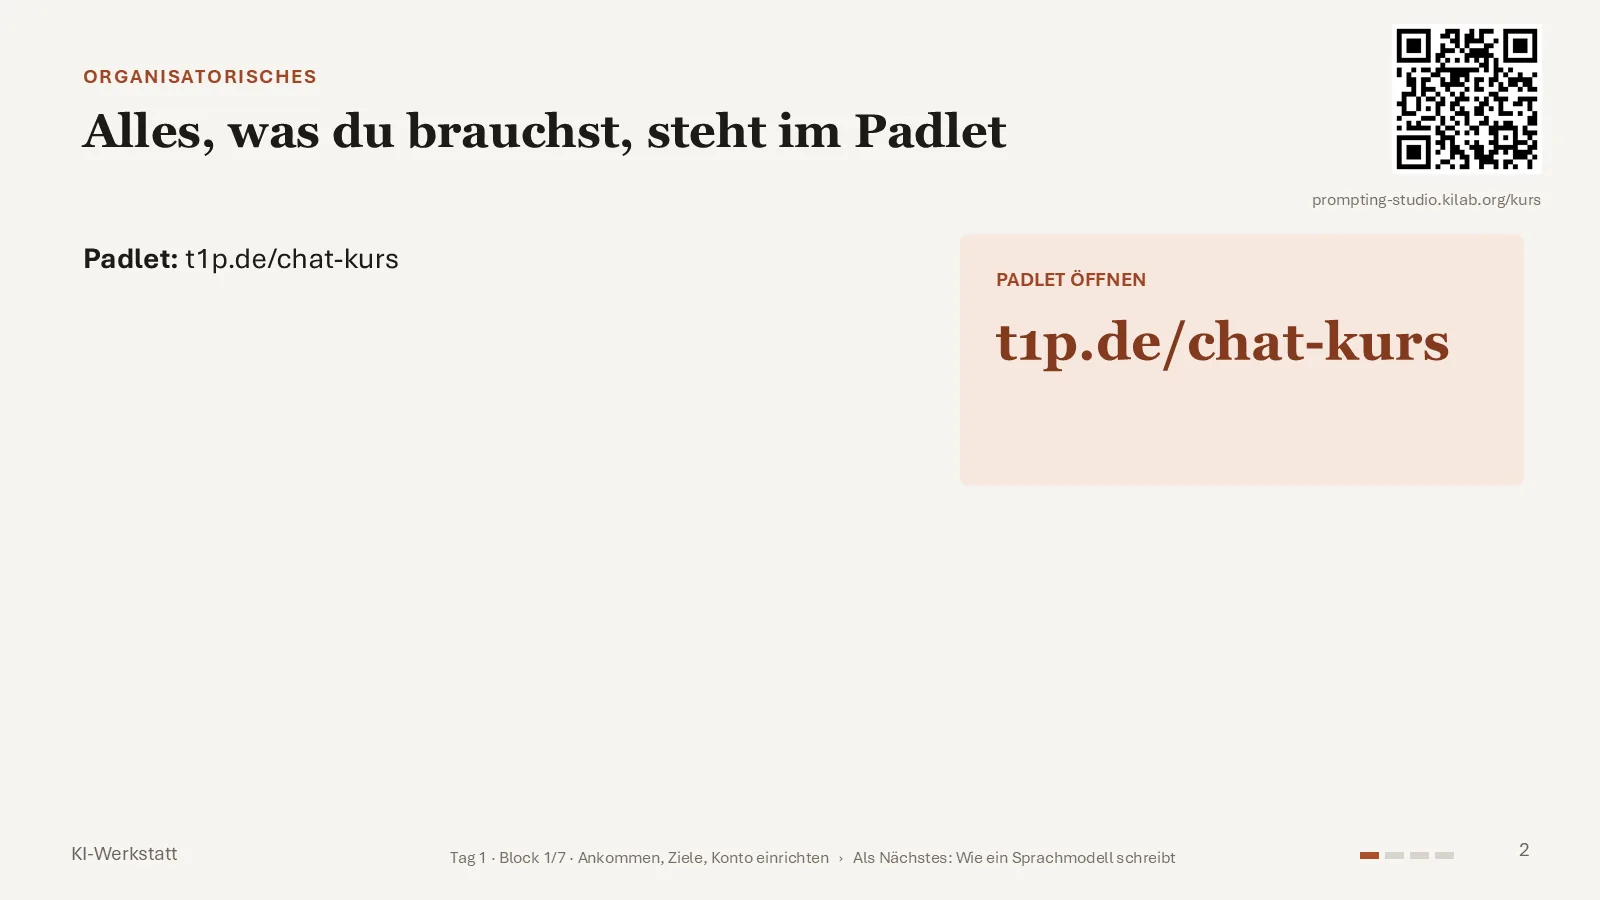 ORGANISATORISCHES
Alles, was du brauchst, steht im Padlet
prompting-studio.kilab.org/kurs
Padlet: t1p.de/chat-kurs
PADLET ÖFFNEN
t1p.de/chat-kurs
KI-Werkstatt
Tag 1 · Block 1/7 · Ankommen, Ziele, Konto einrichten › Als Nächstes: Wie ein Sprachmodell schreibt
2